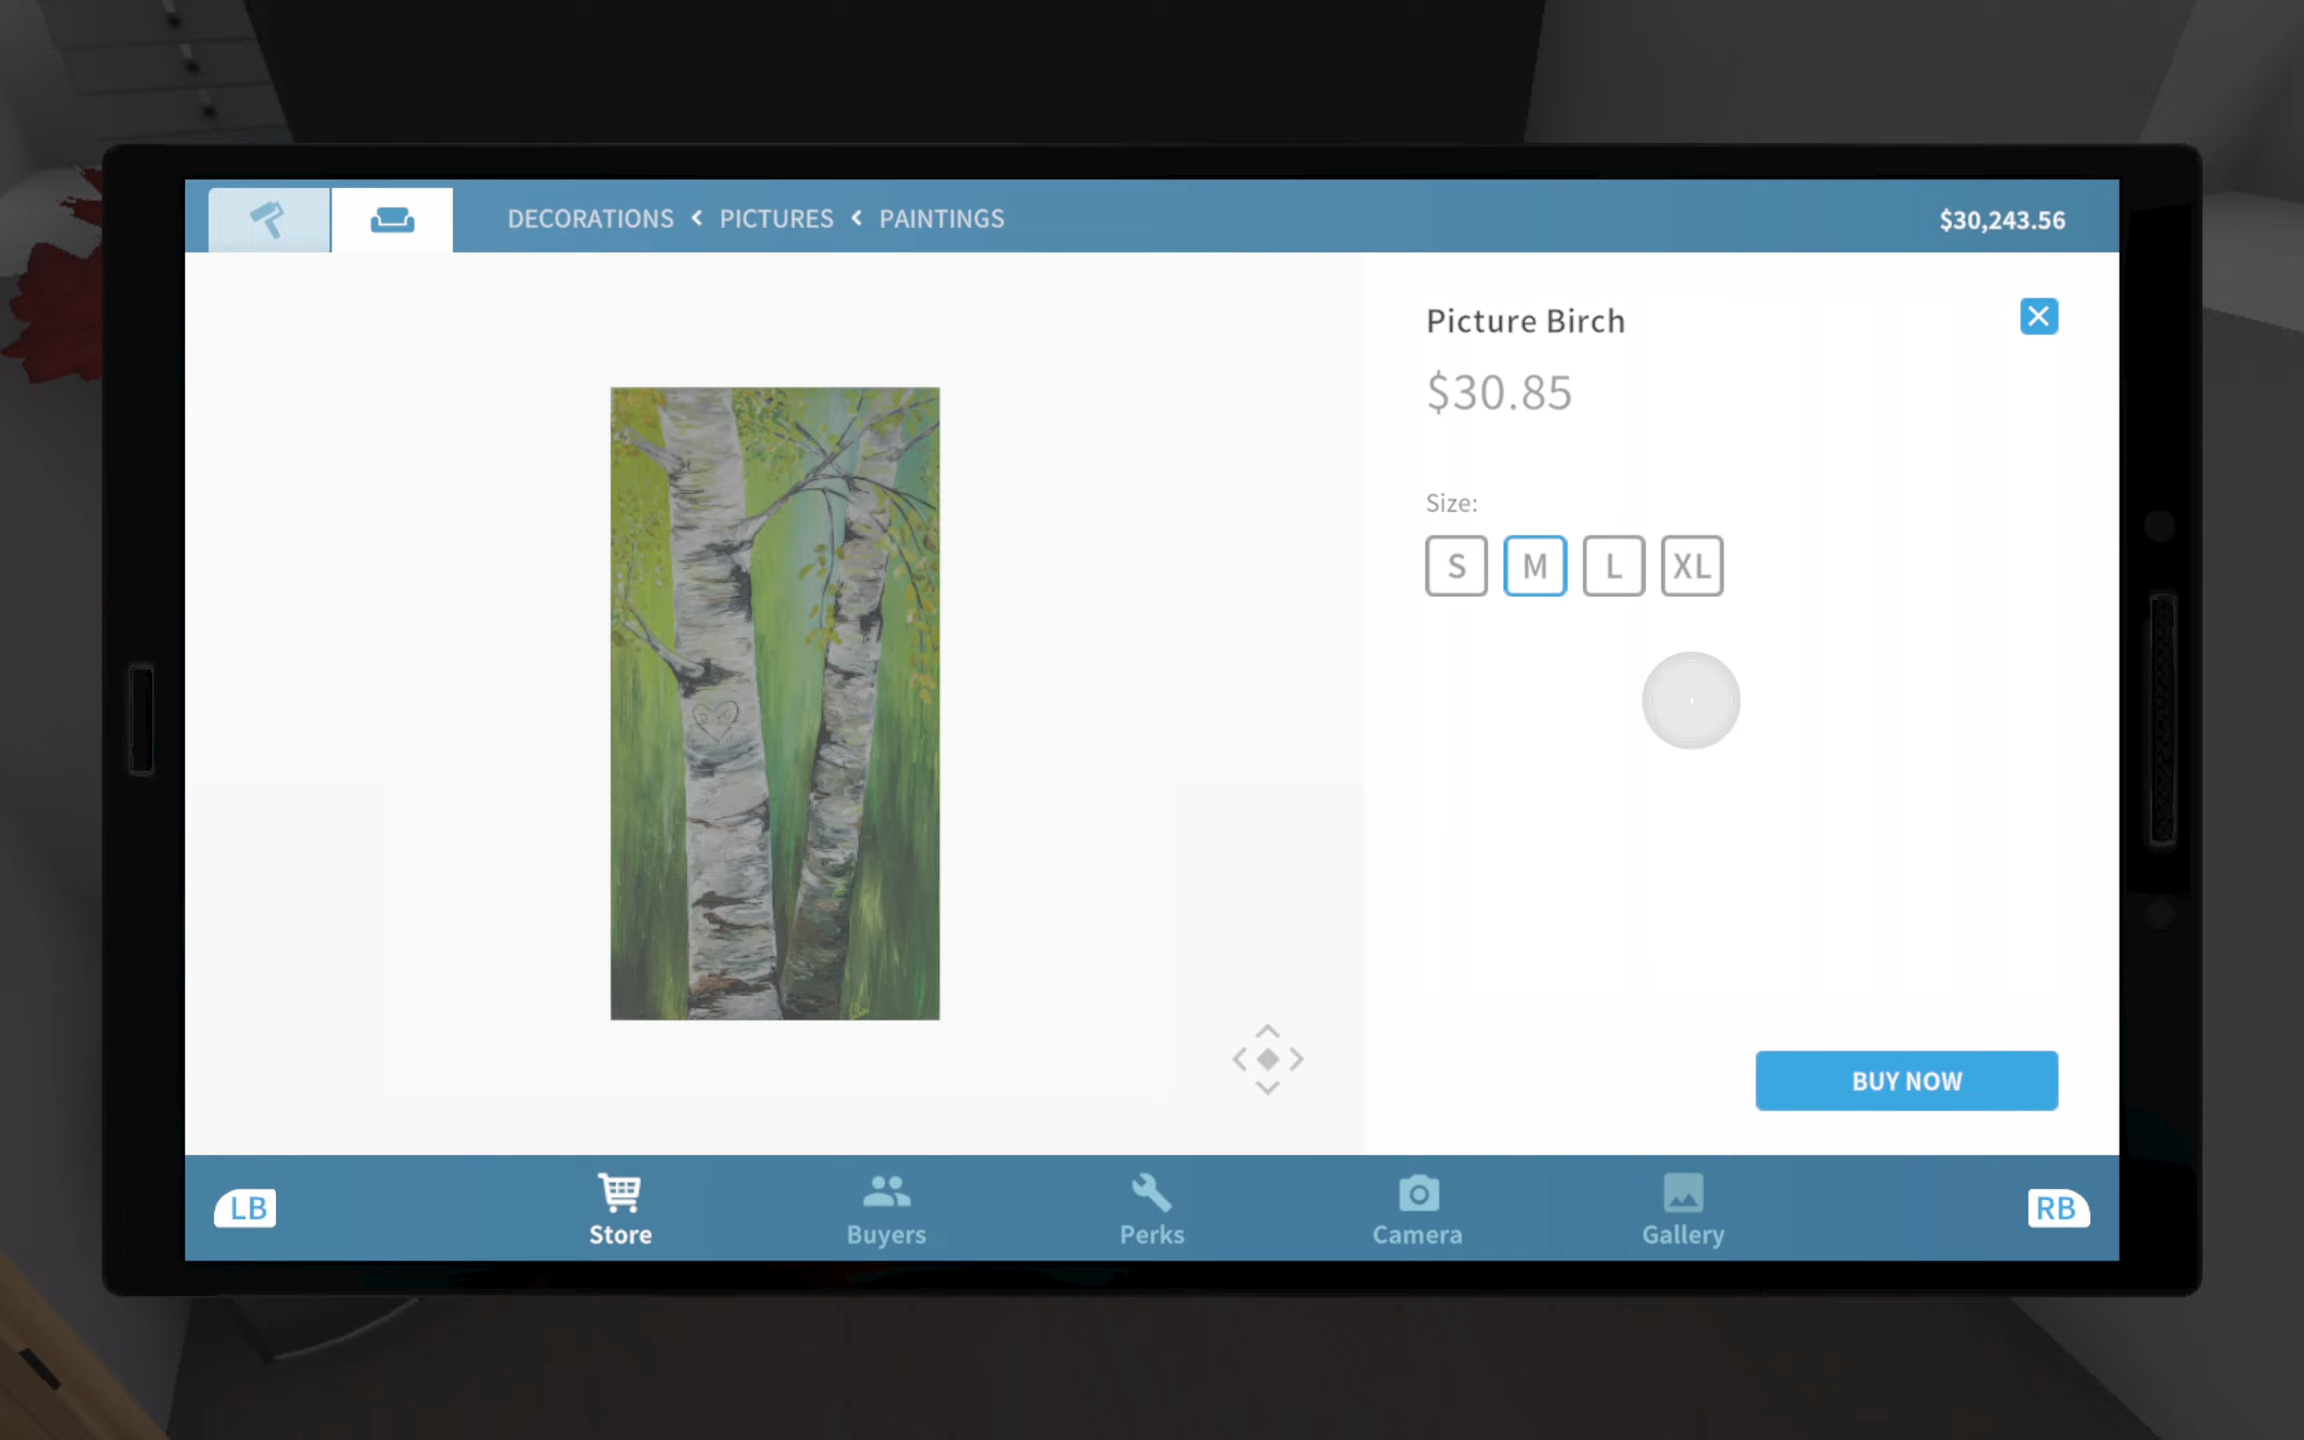 DECORATIONS < PICTURES < PAINTINGS
$30,243.56
Picture Birch
$30.85
Size:
S M L XL
BUY NOW
LB
Store
Buyers
Perks
Camera
Gallery
RB